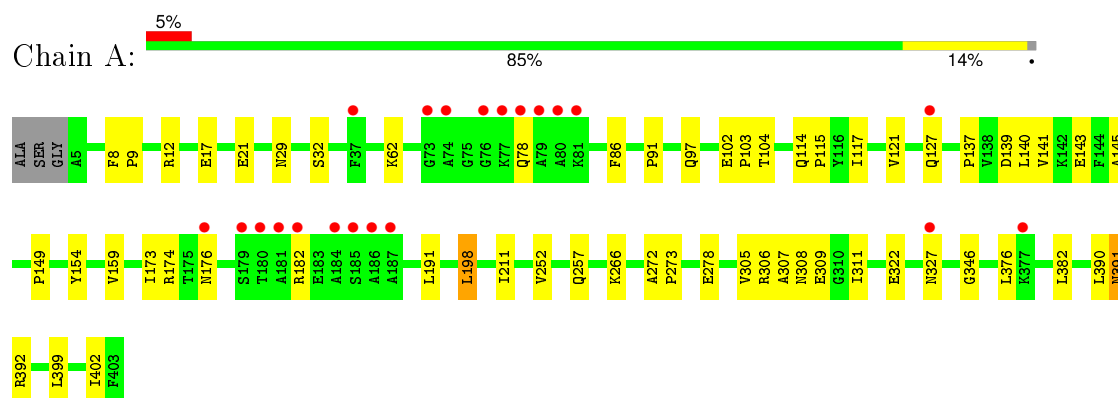 5%
Chain A:
85% 14% •
ALA SER GLY A5 F8 P9 R12 E17 E21 N29 S32 F37 K62 G73 A74 G75 G76 K77 Q78 A79 A80 K81 F86 P91 Q97 E102 P103 T104 Q114 P115 V116 I117 V121 Q127 P137 V138 D139 L140 V141 K142 E143 F144 A145
P149 Y154 V159 I173 R174 T175 N176 S179 T180 A181 R182 E183 A184 S185 A186 A187 L191 L198 I211 V252 Q257 K266 A272 P273 E278 V305 R306 A307 N308 E309 G310 I311 E322 N327 G346 L376 K377 L382 L390 N391
R392 L399 I402 F403